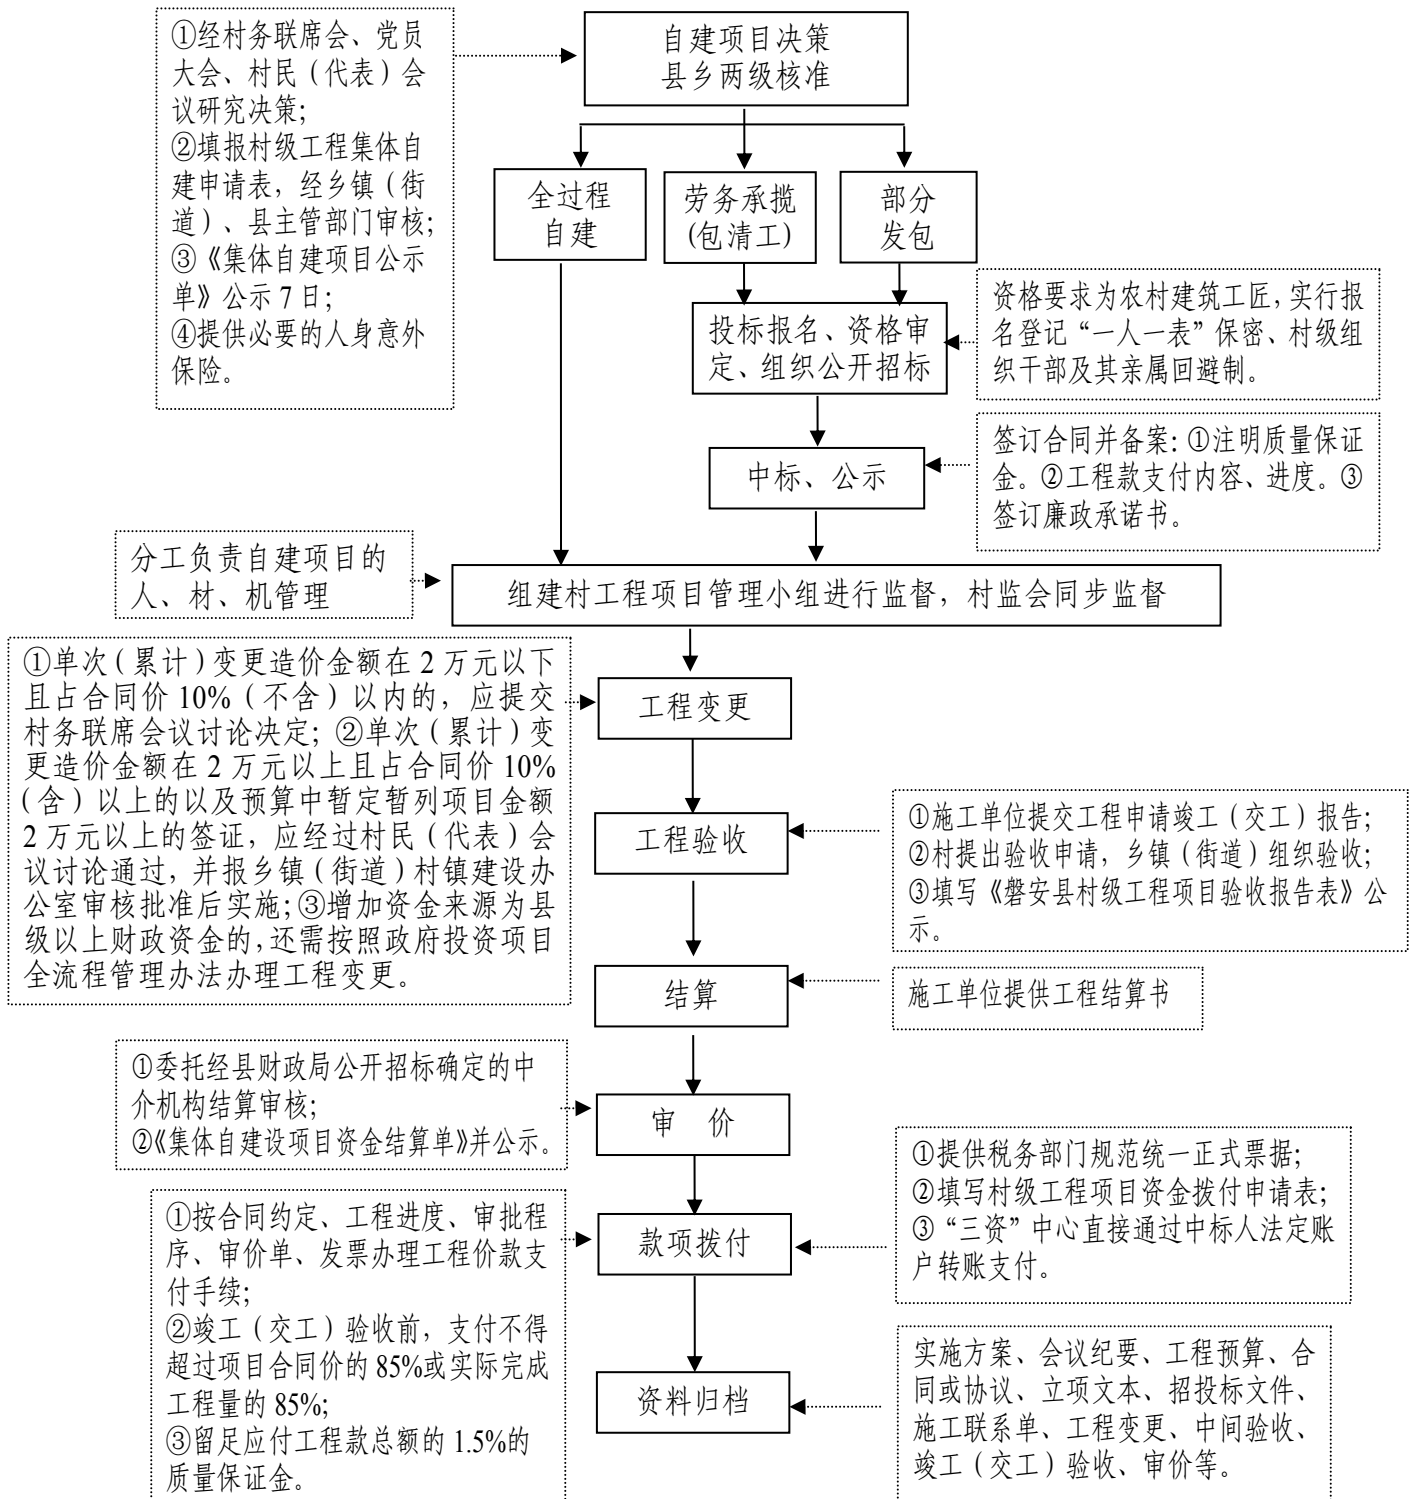 ①经村务联席会、党员
大会、村民（代表）会
议研究决策；
②填报村级工程集体自
建申请表，经乡镇（街
道）、县主管部门审核；
③《集体自建项目公示
单》公示 7 日；
④提供必要的人身意外
保险。
自建项目决策
县乡两级核准
全过程
自建
劳务承揽
(包清工)
部分
发包
投标报名、资格审
定、组织公开招标
资格要求为农村建筑工匠，实行报
名登记“一人一表”保密、村级组
织干部及其亲属回避制。
中标、公示
签订合同并备案：①注明质量保证
金。②工程款支付内容、进度。③
签订廉政承诺书。
分工负责自建项目的
人、材、机管理
组建村工程项目管理小组进行监督，村监会同步监督
①单次（累计）变更造价金额在 2 万元以下
且占合同价 10%（不含）以内的，应提交
村务联席会议讨论决定；②单次（累计）变
更造价金额在 2 万元以上且占合同价 10%
（含）以上的以及预算中暂定暂列项目金额
2 万元以上的签证，应经过村民（代表）会
议讨论通过，并报乡镇（街道）村镇建设办
公室审核批准后实施；③增加资金来源为县
级以上财政资金的，还需按照政府投资项目
全流程管理办法办理工程变更。
工程变更
工程验收
①施工单位提交工程申请竣工（交工）报告；
②村提出验收申请，乡镇（街道）组织验收；
③填写《磐安县村级工程项目验收报告表》公
示。
结算
施工单位提供工程结算书
①委托经县财政局公开招标确定的中
介机构结算审核；
②《集体自建设项目资金结算单》并公示。
审 价
①提供税务部门规范统一正式票据；
②填写村级工程项目资金拨付申请表；
③“三资”中心直接通过中标人法定账
户转账支付。
①按合同约定、工程进度、审批程
序、审价单、发票办理工程价款支
付手续；
②竣工（交工）验收前，支付不得
超过项目合同价的 85%或实际完成
工程量的 85%；
③留足应付工程款总额的 1.5%的
质量保证金。
款项拨付
资料归档
实施方案、会议纪要、工程预算、合
同或协议、立项文本、招投标文件、
施工联系单、工程变更、中间验收、
竣工（交工）验收、审价等。